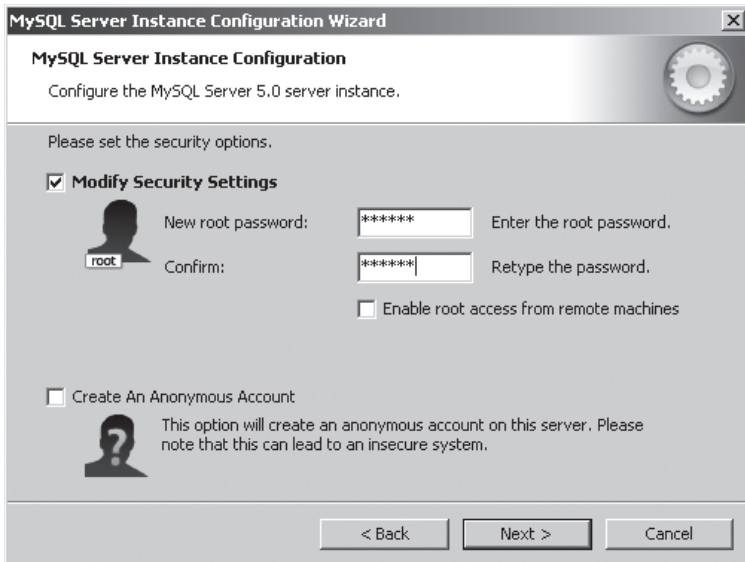 MySQL Server Instance Configuration Wizard
MySQL Server Instance Configuration
Configure the MySQL Server 5.0 server instance.
Please set the security options.
Modify Security Settings
root
New root password:
******
Enter the root password.
Confirm:
******
Retype the password.
Enable root access from remote machines
Create An Anonymous Account
?
This option will create an anonymous account on this server. Please
note that this can lead to an insecure system.
< Back
Next >
Cancel